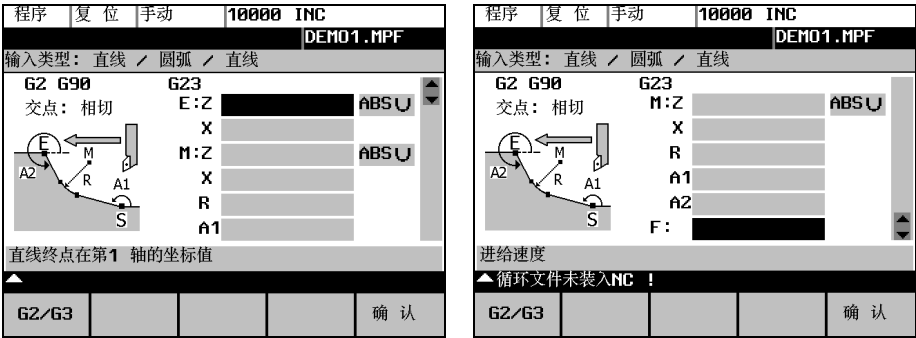 程序 复 位 手动 10000 INC
DEMO1.MPF
输入类型: 直线 / 圆弧 / 直线
G2 G90 G23
交点: 相切
E:Z ABS
X
M:Z ABS
X
R
A1
E
M
A2
R
A1
S
直线终点在第1 轴的坐标值
G2/G3 确 认
程序 复 位 手动 10000 INC
DEMO1.MPF
输入类型: 直线 / 圆弧 / 直线
G2 G90 G23
交点: 相切
M:Z ABS
X
R
A1
A2
F:
E
M
A2
R
A1
S
进给速度
循环文件未装入NC !
G2/G3 确 认